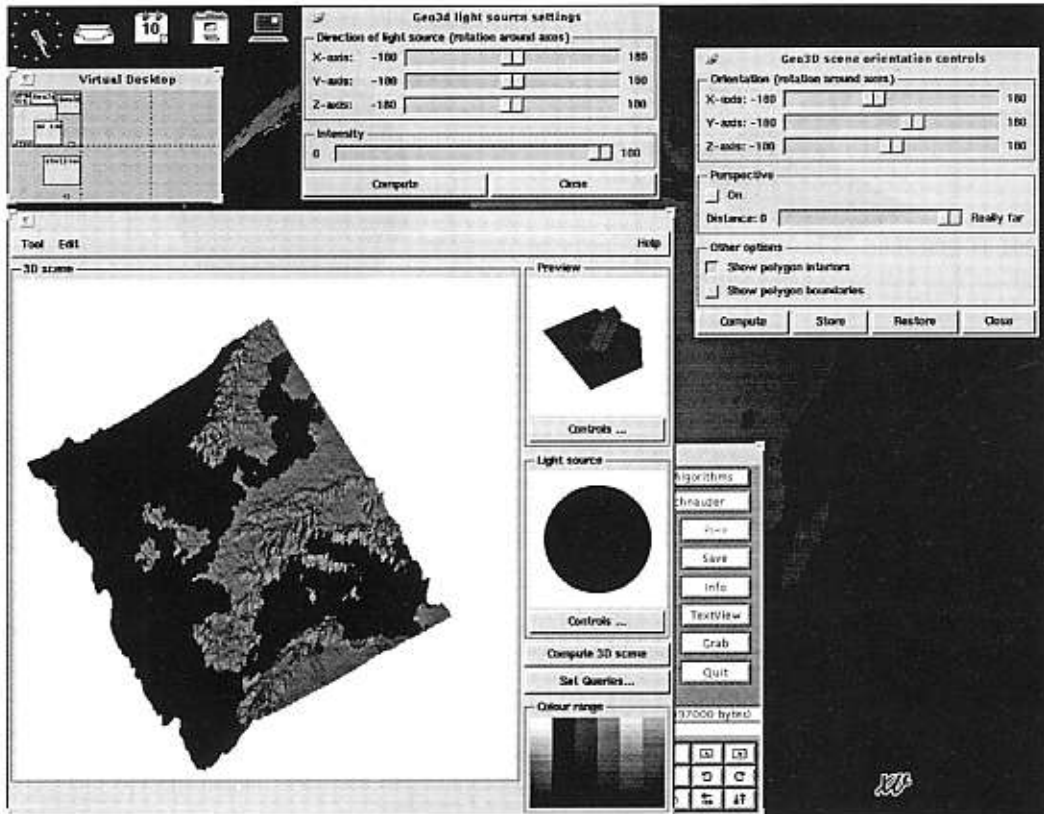 Geo3d light source settings
Direction of light source (rotation around axes)
X-axis: -180 180
Y-axis: -180 180
Z-axis: -180 180
Intensity
0 100
Compute Close
10
Virtual Desktop
Geo3D scene orientation controls
Orientation (rotation around axes)
X-axis: -180 180
Y-axis: -180 180
Z-axis: -180 180
Perspective
On
Distance: 0 Really far
Other options
Show polygon interiors
Show polygon boundaries
Compute Store Restore Close
Tool Edit Help
3D scene
Preview
Controls ...
Light source
Controls ...
Compute 3D scene
Set Queries...
Colour range
lgorithms
chnauder
Save
Info
TextView
Grab
Quit
97000 bytes)
xv